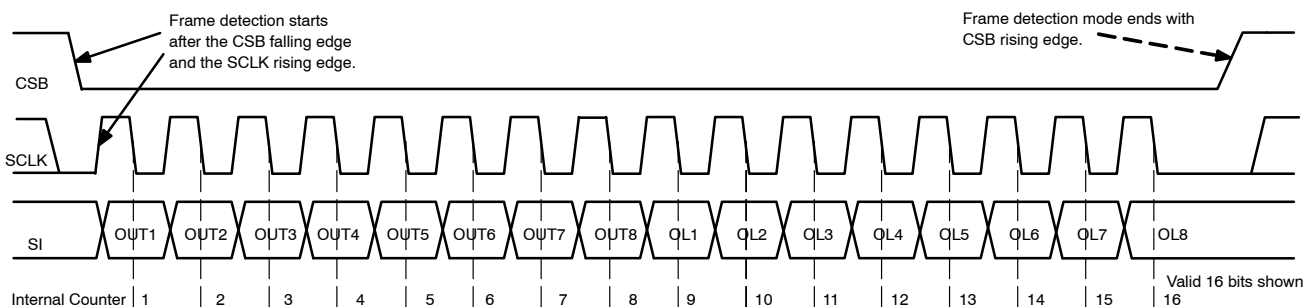 Frame detection starts
after the CSB falling edge
and the SCLK rising edge.
Frame detection mode ends with
CSB rising edge.
CSB
SCLK
SI OUT1 OUT2 OUT3 OUT4 OUT5 OUT6 OUT7 OUT8 OL1 OL2 OL3 OL4 OL5 OL6 OL7 OL8
Valid 16 bits shown
Internal Counter 1 2 3 4 5 6 7 8 9 10 11 12 13 14 15 16